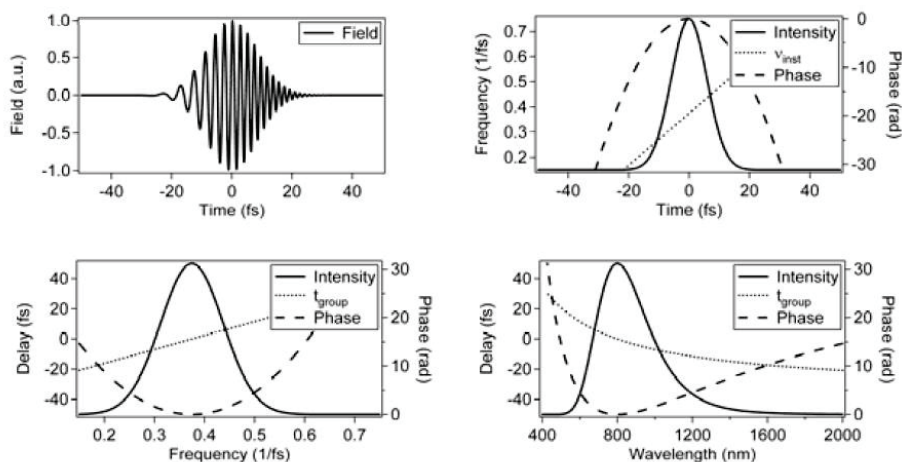 1.0
0.5
0.0
-0.5
-1.0
Field (a.u.)
Field
-40 -20 0 20 40
Time (fs)
0.7
0.6
0.5
0.4
0.3
0.2
Frequency (1/fs)
Intensity
νinst
Phase
0
-10
-20
-30
Phase (rad)
-40 -20 0 20 40
Time (fs)
40
20
0
-20
-40
Delay (fs)
Intensity
tgroup
Phase
30
20
10
0
Phase (rad)
0.2 0.3 0.4 0.5 0.6 0.7
Frequency (1/fs)
40
20
0
-20
-40
Delay (fs)
Intensity
tgroup
Phase
30
20
10
0
Phase (rad)
400 800 1200 1600 2000
Wavelength (nm)